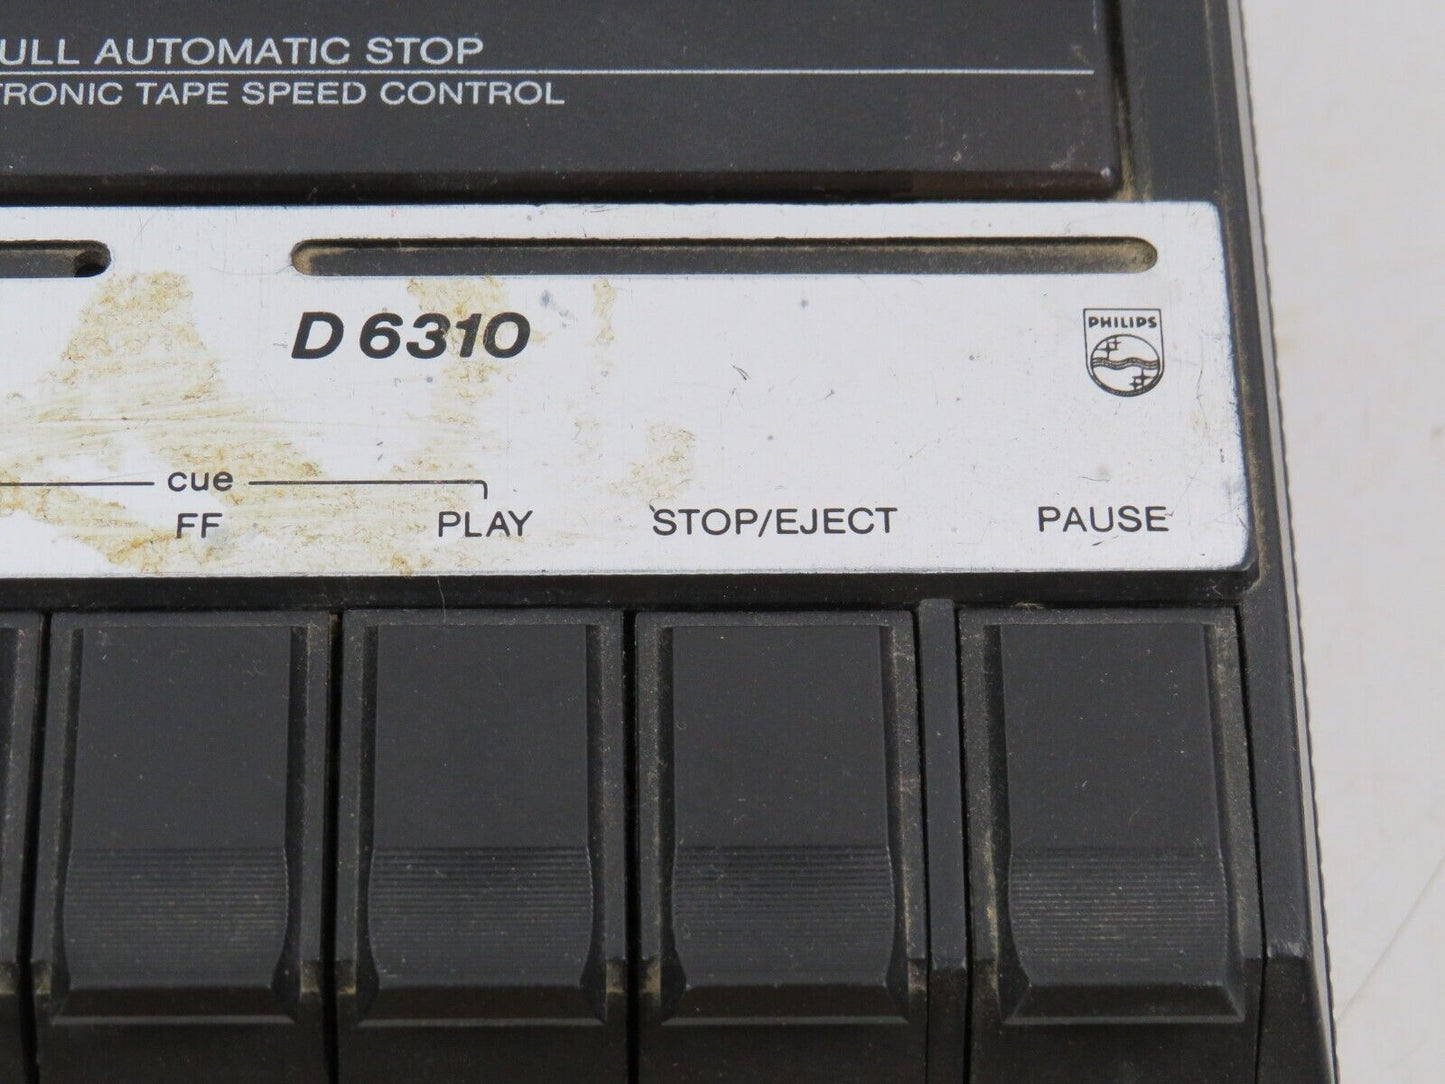 ULL AUTOMATIC STOP
TRONIC TAPE SPEED CONTROL
D 6310
PHILIPS
cue
FF PLAY STOP/EJECT PAUSE